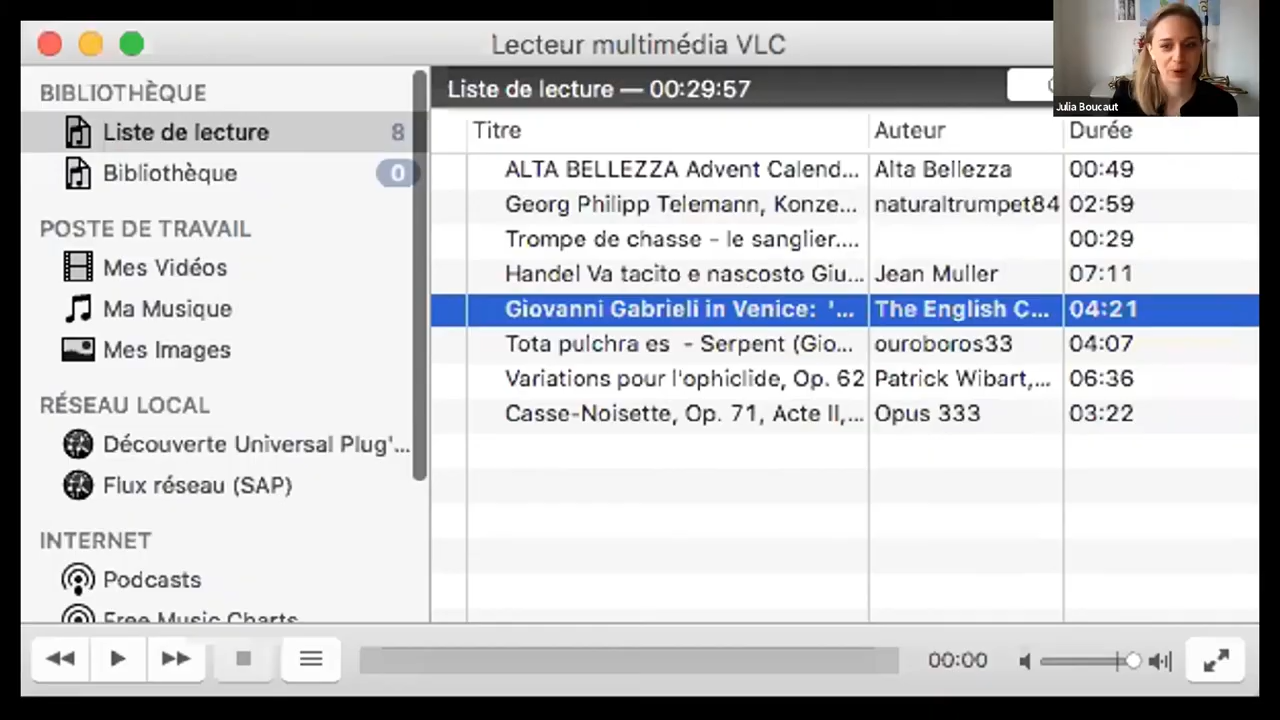 Lecteur multimédia VLC
Julia Boucaut
BIBLIOTHÈQUE
Liste de lecture 8
Bibliothèque 0
POSTE DE TRAVAIL
Mes Vidéos
Ma Musique
Mes Images
RÉSEAU LOCAL
Découverte Universal Plug'...
Flux réseau (SAP)
INTERNET
Podcasts
Free Music Charts
Liste de lecture — 00:29:57
Titre Auteur Durée
ALTA BELLEZZA Advent Calend... Alta Bellezza 00:49
Georg Philipp Telemann, Konze... naturaltrumpet84 02:59
Trompe de chasse - le sanglier.... 00:29
Handel Va tacito e nascosto Giu... Jean Muller 07:11
Giovanni Gabrieli in Venice: '... The English C... 04:21
Tota pulchra es - Serpent (Gio... ouroboros33 04:07
Variations pour l'ophiclide, Op. 62 Patrick Wibart,... 06:36
Casse-Noisette, Op. 71, Acte II,... Opus 333 03:22
00:00